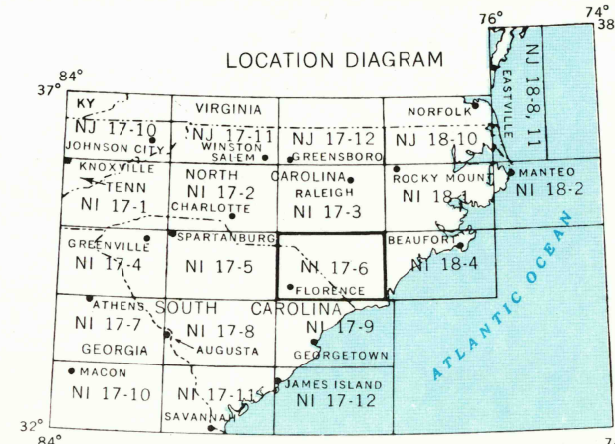 76°
74°
38
LOCATION DIAGRAM
37° 84°
EASTVILLE
NJ 18-8, 11
KY
VIRGINIA
NORFOLK
NJ 17-10
NJ 17-11
NJ 17-12
NJ 18-10
JOHNSON CITY
WINSTON
SALEM
GREENSBORO
KNOXVILLE
NORTH
CAROLINA
ROCKY MOUNT
MANTEO
TENN
NI 17-2
RALEIGH
NI 18-1
NI 18-2
NI 17-1
CHARLOTTE
NI 17-3
GREENVILLE
SPARTANBURG
BEAUFORT
NI 17-4
NI 17-5
NI 17-6
NI 18-4
FLORENCE
ATLANTIC OCEAN
ATHENS
SOUTH
CAROLINA
NI 17-7
NI 17-8
NI 17-9
GEORGIA
AUGUSTA
GEORGETOWN
MACON
JAMES ISLAND
NI 17-10
NI 17-11
NI 17-12
SAVANNAH
32°
84°